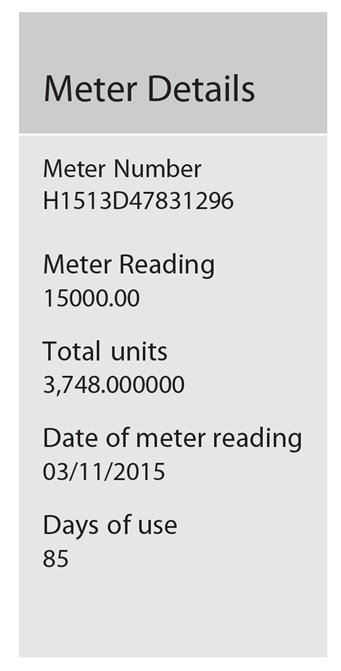 Meter Details
Meter Number
H1513D47831296
Meter Reading
15000.00
Total units
3,748.000000
Date of meter reading
03/11/2015
Days of use
85